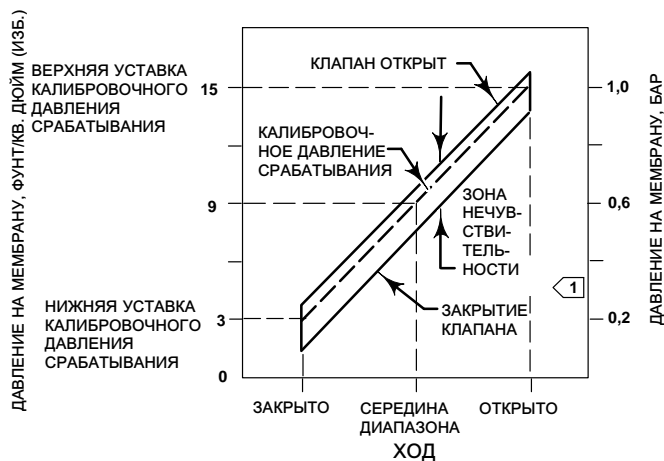 ДАВЛЕНИЕ НА МЕМБРАНУ, ФУНТ/КВ. ДЮЙМ (ИЗБ.)
ВЕРХНЯЯ УСТАВКА
КАЛИБРОВОЧНОГО
ДАВЛЕНИЯ
СРАБАТЫВАНИЯ
15
9
НИЖНЯЯ УСТАВКА
КАЛИБРОВОЧНОГО
ДАВЛЕНИЯ
СРАБАТЫВАНИЯ
3
0
КЛАПАН ОТКРЫТ
КАЛИБРОВОЧ-
НОЕ ДАВЛЕНИЕ
СРАБАТЫВАНИЯ
ЗОНА
НЕЧУВ-
СТВИ-
ТЕЛЬ-
НОСТИ
ЗАКРЫТИЕ
КЛАПАНА
1
1,0
0,6
0,2
ДАВЛЕНИЕ НА МЕМБРАНУ, БАР
ЗАКРЫТО
СЕРЕДИНА
ДИАПАЗОНА
ОТКРЫТО
ХОД